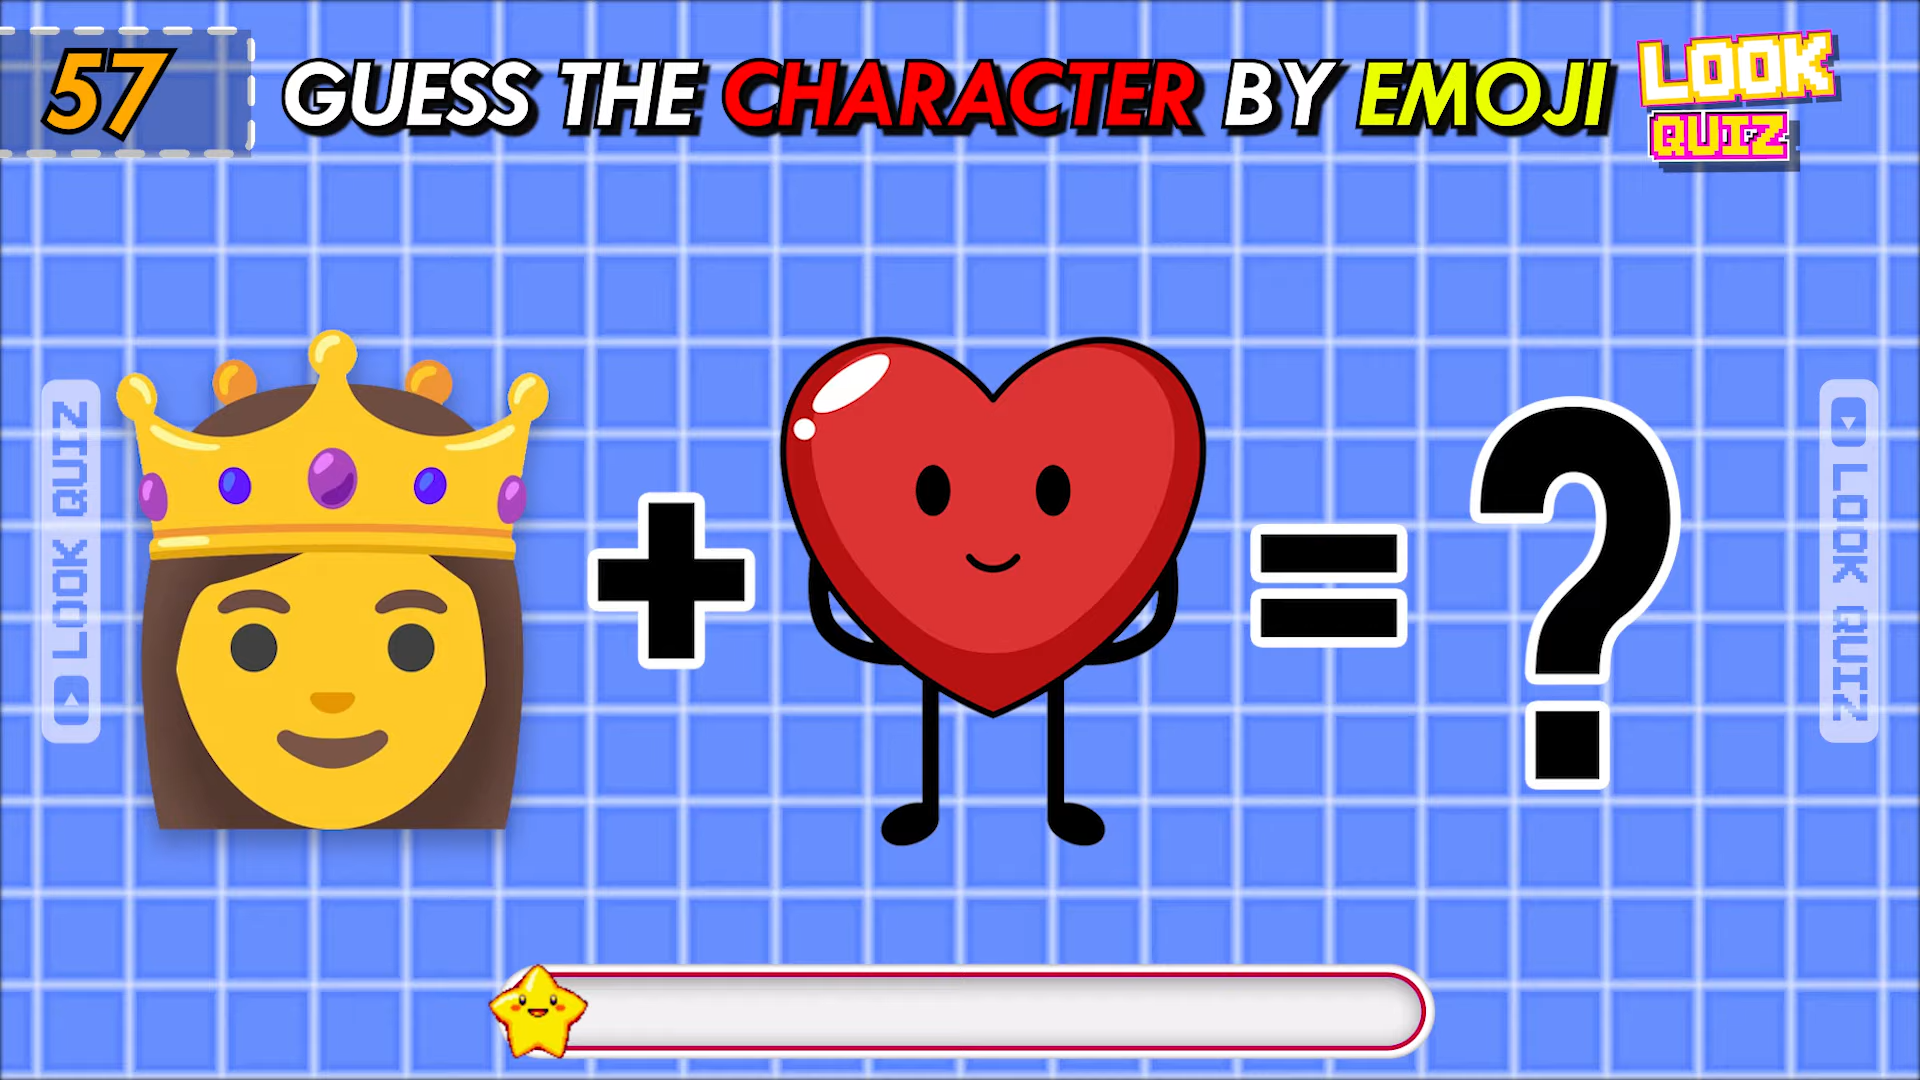 57
GUESS THE CHARACTER BY EMOJI
LOOK
QUIZ
LOOK QUIZ
LOOK QUIZ